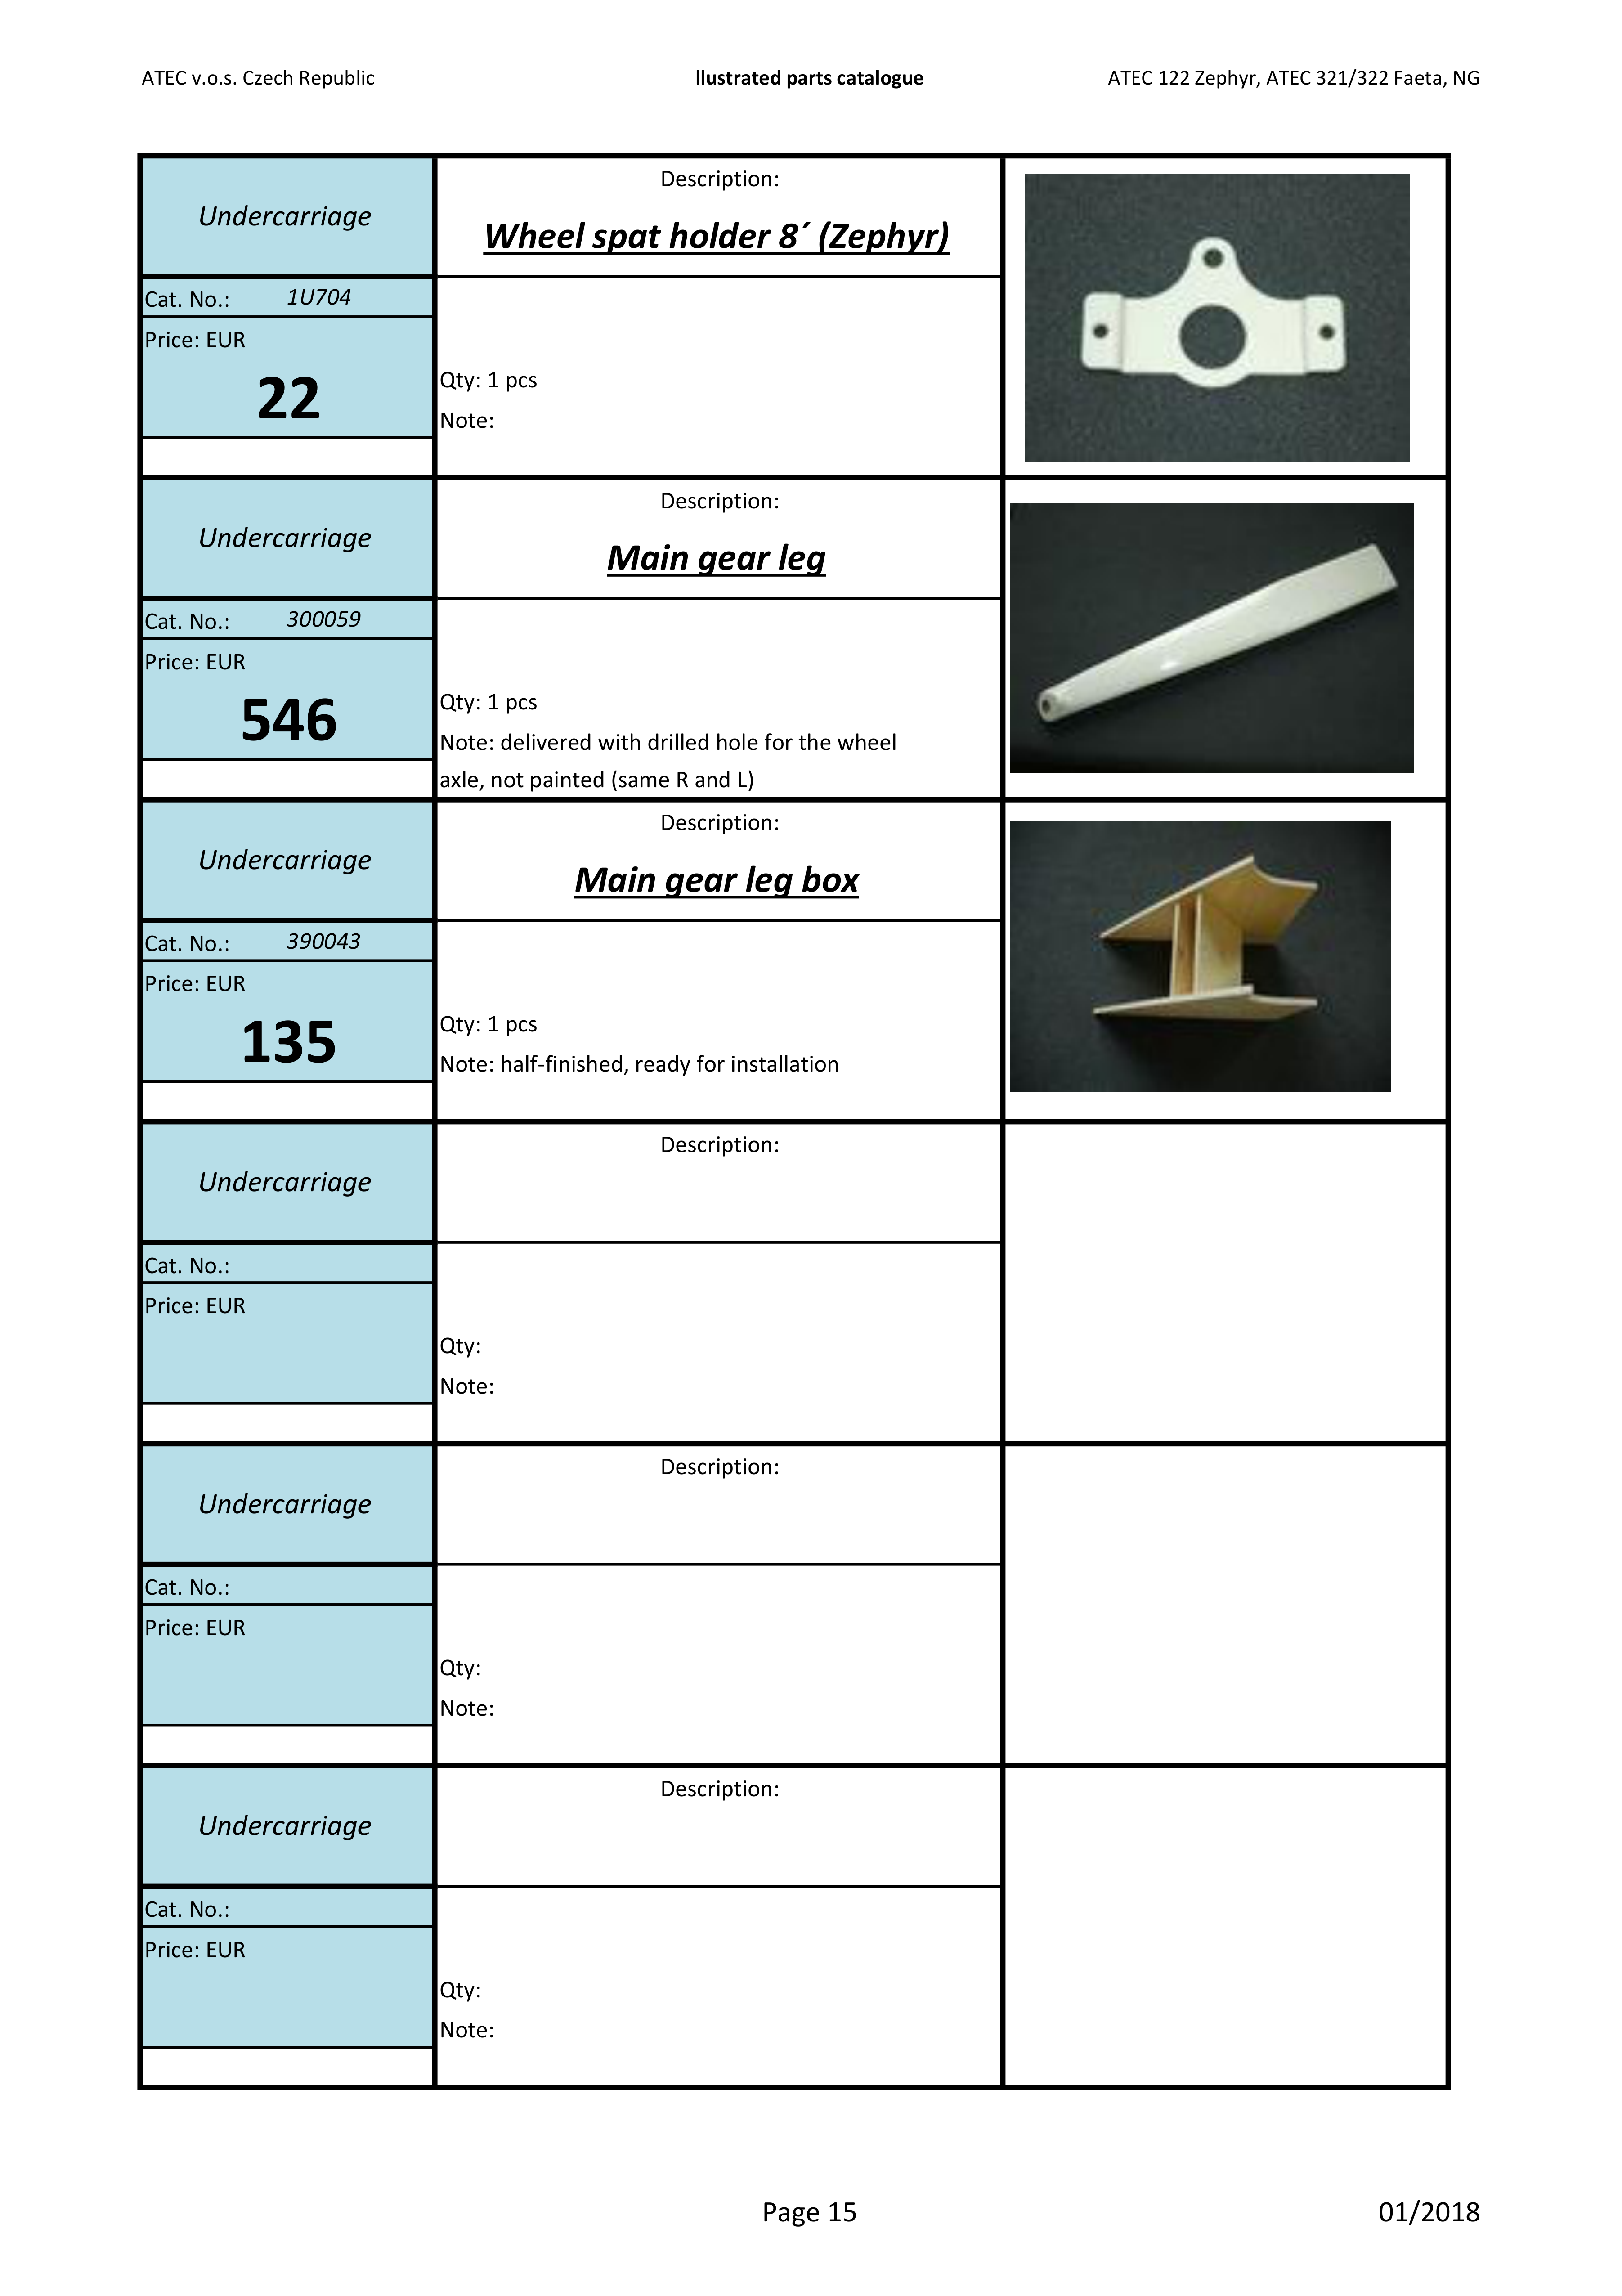 ATEC v.o.s. Czech Republic
llustrated parts catalogue
ATEC 122 Zephyr, ATEC 321/322 Faeta, NG
Undercarriage
Description:
Wheel spat holder 8´ (Zephyr)
Cat. No.: 1U704
Price: EUR
22
Qty: 1 pcs
Note:
Undercarriage
Description:
Main gear leg
Cat. No.: 300059
Price: EUR
546
Qty: 1 pcs
Note: delivered with drilled hole for the wheel
axle, not painted (same R and L)
Undercarriage
Description:
Main gear leg box
Cat. No.: 390043
Price: EUR
135
Qty: 1 pcs
Note: half-finished, ready for installation
Undercarriage
Description:
Cat. No.:
Price: EUR
Qty:
Note:
Undercarriage
Description:
Cat. No.:
Price: EUR
Qty:
Note:
Undercarriage
Description:
Cat. No.:
Price: EUR
Qty:
Note:
Page 15
01/2018